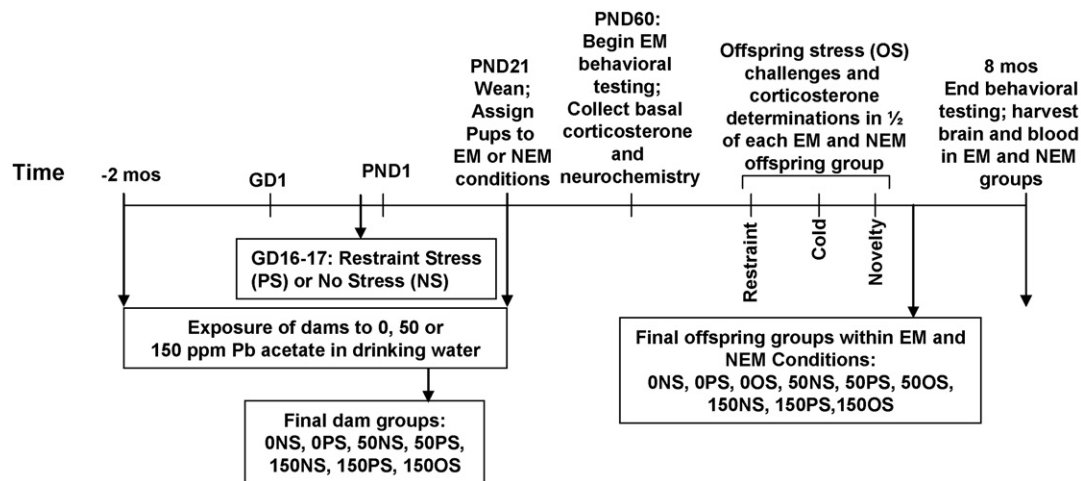 Time
-2 mos
GD1
PND1
PND21
Wean;
Assign
Pups to
EM or NEM
conditions
PND60:
Begin EM
behavioral
testing;
Collect basal
corticosterone
and
neurochemistry
Offspring stress (OS)
challenges and
corticosterone
determinations in ½
of each EM and NEM
offspring group
Restraint
Cold
Novelty
8 mos
End behavioral
testing; harvest
brain and blood
in EM and NEM
groups
GD16-17: Restraint Stress
(PS) or No Stress (NS)
Exposure of dams to 0, 50 or
150 ppm Pb acetate in drinking water
Final dam groups:
0NS, 0PS, 50NS, 50PS,
150NS, 150PS, 150OS
Final offspring groups within EM and
NEM Conditions:
0NS, 0PS, 0OS, 50NS, 50PS, 50OS,
150NS, 150PS,150OS